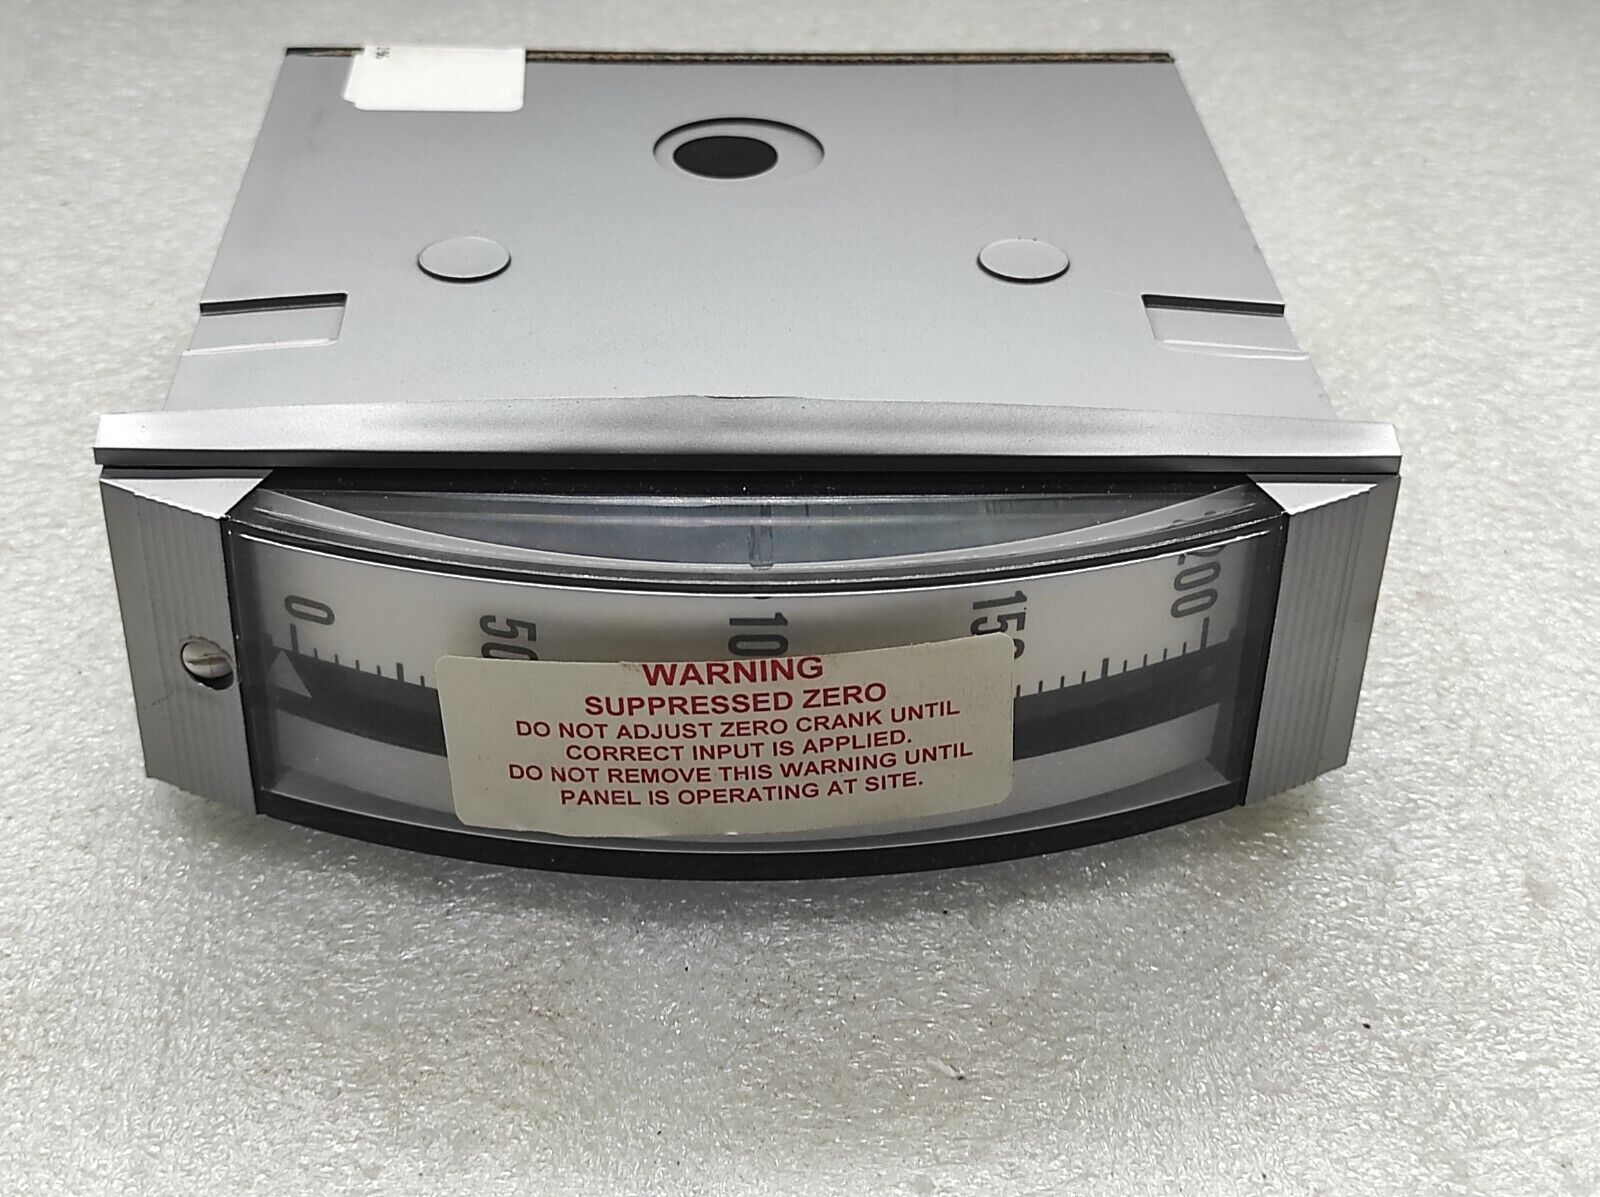 0
50
10
150
200
WARNING
SUPPRESSED ZERO
DO NOT ADJUST ZERO CRANK UNTIL
CORRECT INPUT IS APPLIED.
DO NOT REMOVE THIS WARNING UNTIL
PANEL IS OPERATING AT SITE.